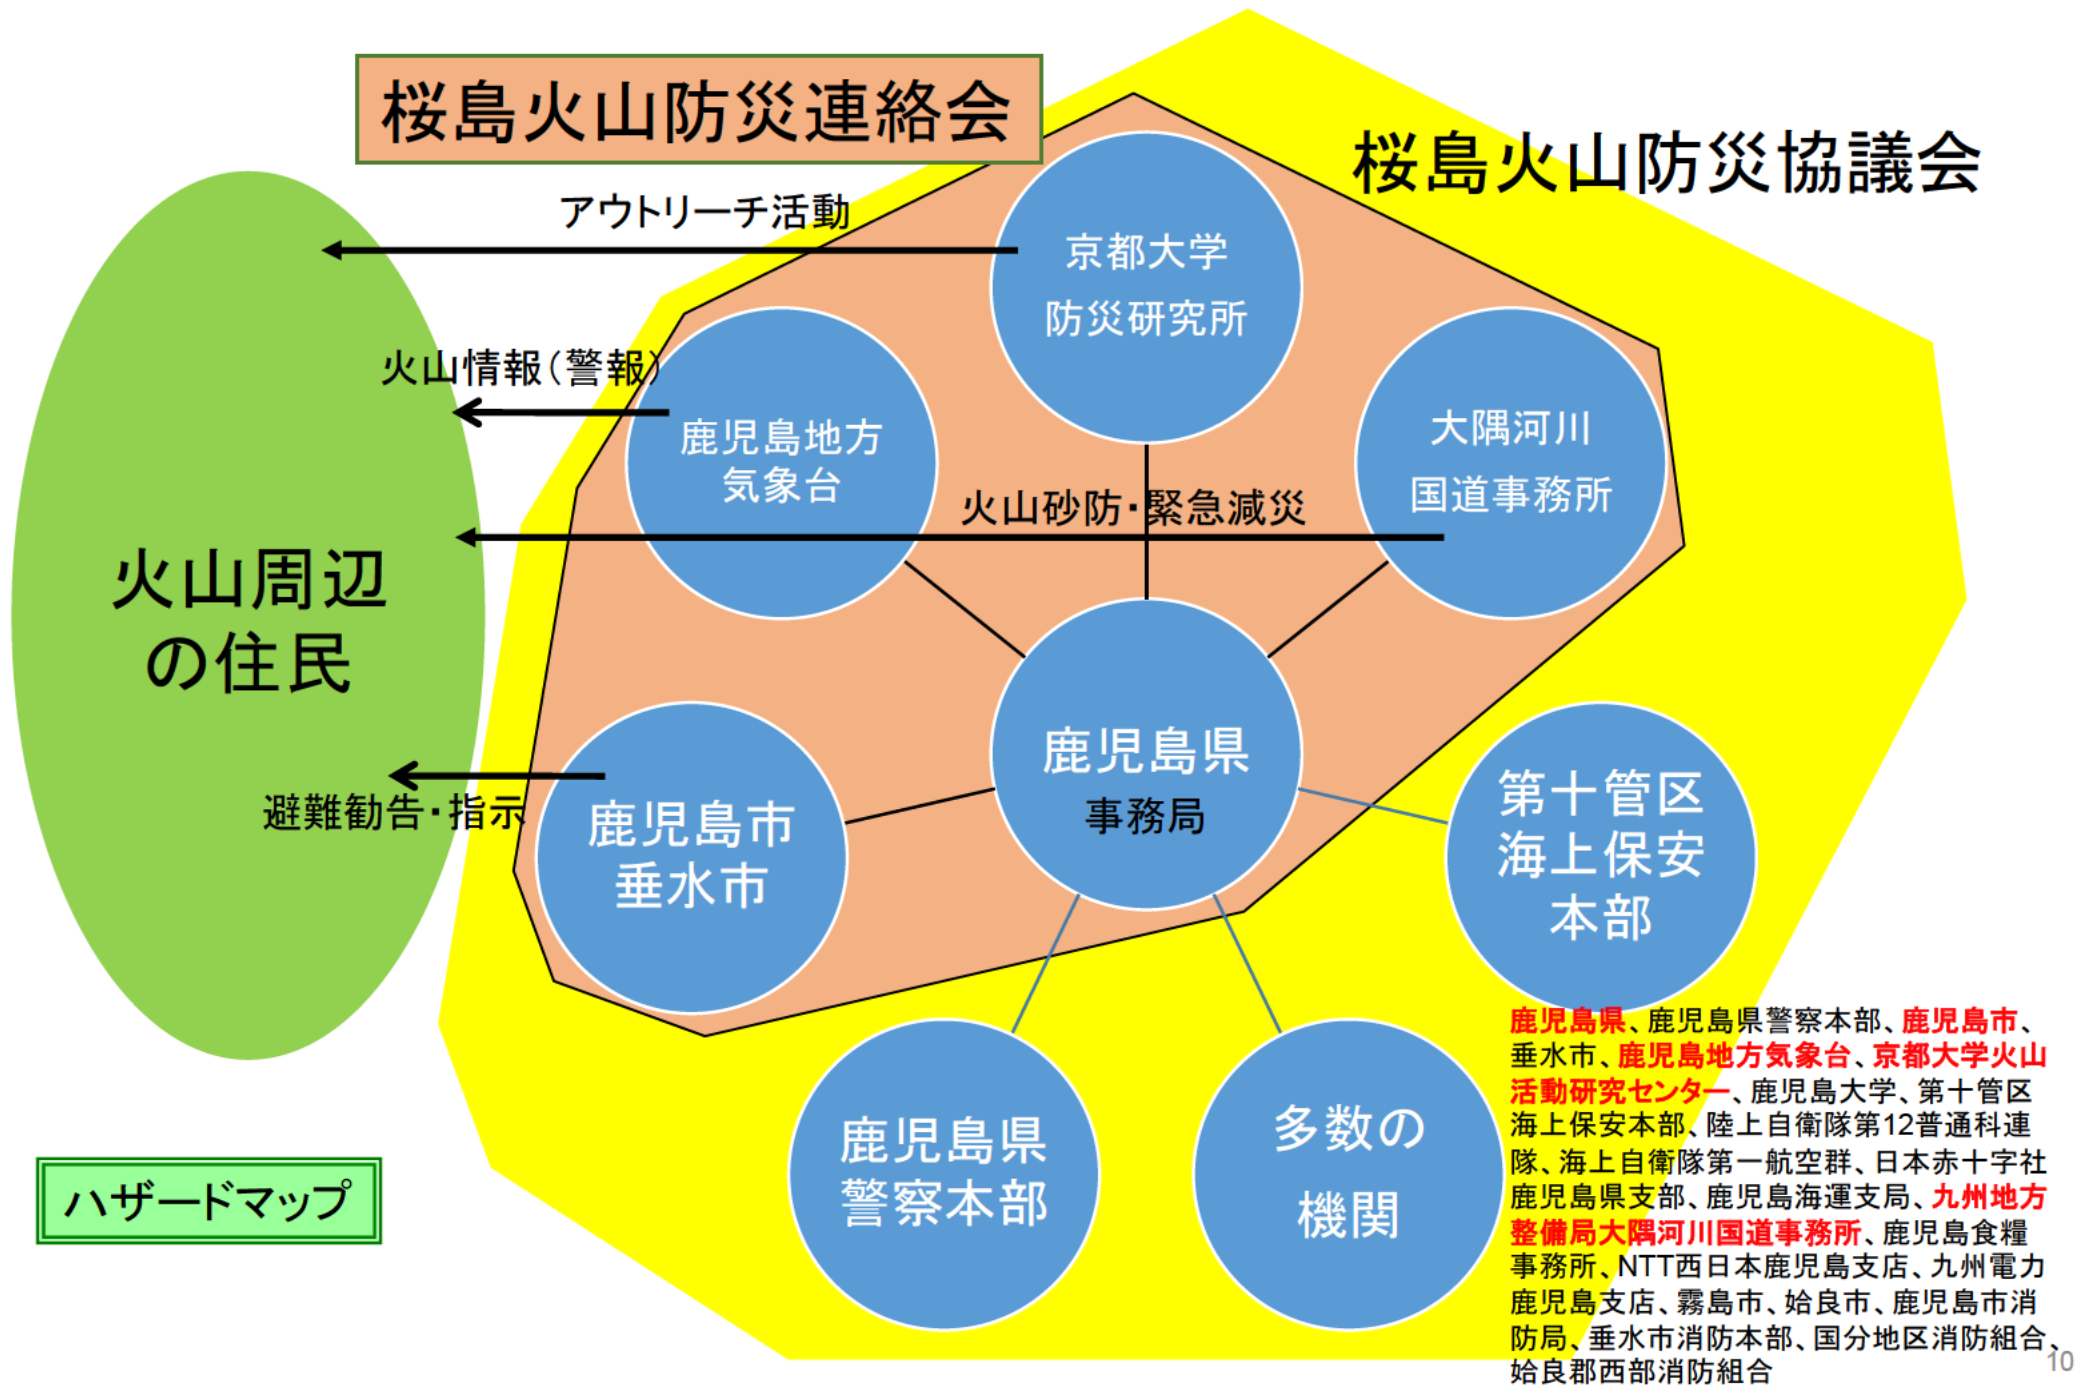 桜島火山防災連絡会
桜島火山防災協議会
アウトリーチ活動
京都大学
防災研究所
火山情報（警報）
鹿児島地方
気象台
大隅河川
国道事務所
火山砂防・緊急減災
火山周辺
の住民
鹿児島県
事務局
避難勧告・指示
鹿児島市
垂水市
第十管区
海上保安
本部
鹿児島県
警察本部
多数の
機関
ハザードマップ
鹿児島県、鹿児島県警察本部、鹿児島市、
垂水市、鹿児島地方気象台、京都大学火山
活動研究センター、鹿児島大学、第十管区
海上保安本部、陸上自衛隊第12普通科連
隊、海上自衛隊第一航空群、日本赤十字社
鹿児島県支部、鹿児島海運支局、九州地方
整備局大隅河川国道事務所、鹿児島食糧
事務所、NTT西日本鹿児島支店、九州電力
鹿児島支店、霧島市、姶良市、鹿児島市消
防局、垂水市消防本部、国分地区消防組合、
姶良郡西部消防組合
10